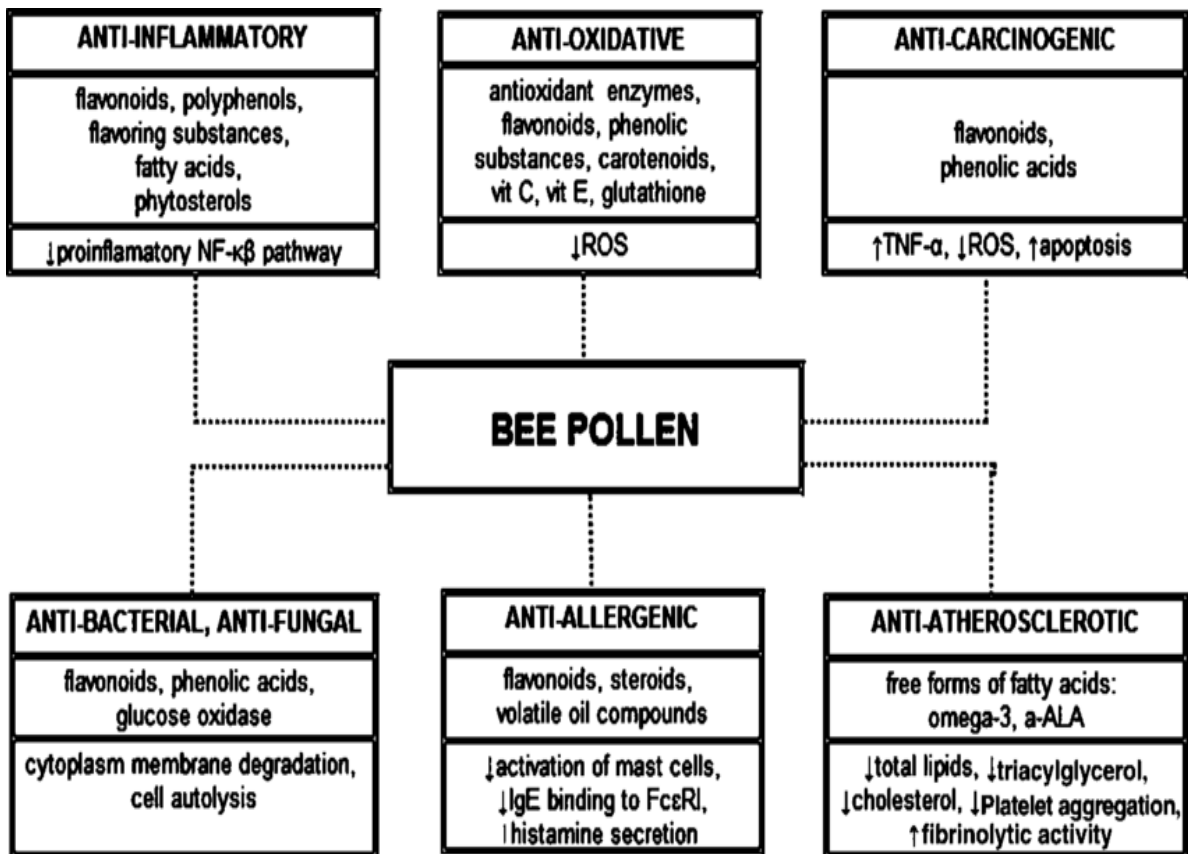 ANTI-INFLAMMATORY
flavonoids, polyphenols,
flavoring substances,
fatty acids,
phytosterols
↓proinflamatory NF-κβ pathway
ANTI-OXIDATIVE
antioxidant enzymes,
flavonoids, phenolic
substances, carotenoids,
vit C, vit E, glutathione
↓ROS
ANTI-CARCINOGENIC
flavonoids,
phenolic acids
↑TNF-α, ↓ROS, ↑apoptosis
BEE POLLEN
ANTI-BACTERIAL, ANTI-FUNGAL
flavonoids, phenolic acids,
glucose oxidase
cytoplasm membrane degradation,
cell autolysis
ANTI-ALLERGENIC
flavonoids, steroids,
volatile oil compounds
↓activation of mast cells,
↓IgE binding to FcεRI,
histamine secretion
ANTI-ATHEROSCLEROTIC
free forms of fatty acids:
omega-3, a-ALA
↓total lipids, ↓triacylglycerol,
↓cholesterol, ↓Platelet aggregation,
↑fibrinolytic activity